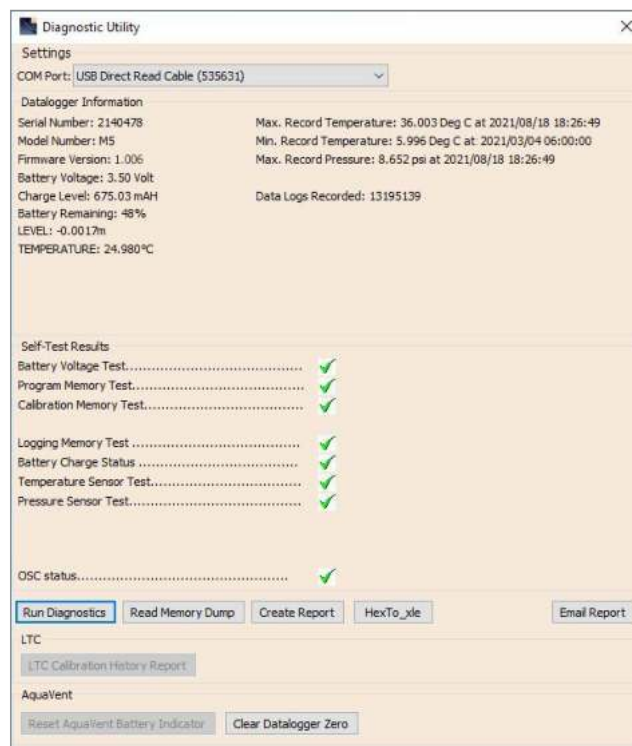 Diagnostic Utility
Settings
COM Port: USB Direct Read Cable (535631)
Datalogger Information
Serial Number: 2140478
Max. Record Temperature: 36.003 Deg C at 2021/08/18 18:26:49
Model Number: M5
Min. Record Temperature: 5.996 Deg C at 2021/03/04 06:00:00
Firmware Version: 1.006
Max. Record Pressure: 8.652 psi at 2021/08/18 18:26:49
Battery Voltage: 3.50 Volt
Charge Level: 675.03 mAH
Data Logs Recorded: 13195139
Battery Remaining: 48%
LEVEL: -0.0017m
TEMPERATURE: 24.980°C
Self-Test Results
Battery Voltage Test..........................................
Program Memory Test.........................................
Calibration Memory Test......................................
Logging Memory Test ........................................
Battery Charge Status ......................................
Temperature Sensor Test....................................
Pressure Sensor Test.........................................
OSC status..................................................
Run Diagnostics Read Memory Dump Create Report HexTo_xle Email Report
LTC
LTC Calibration History Report
AquaVent
Reset AquaVent Battery Indicator Clear Datalogger Zero